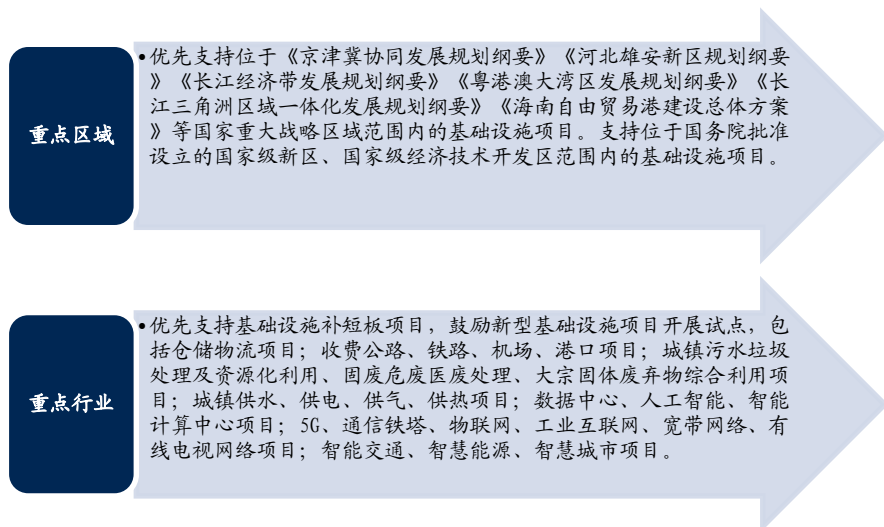 重点区域
•优先支持位于《京津冀协同发展规划纲要》《河北雄安新区规划纲要
》《长江经济带发展规划纲要》《粤港澳大湾区发展规划纲要》《长
江三角洲区域一体化发展规划纲要》《海南自由贸易港建设总体方案
》等国家重大战略区域范围内的基础设施项目。支持位于国务院批准
设立的国家级新区、国家级经济技术开发区范围内的基础设施项目。
重点行业
•优先支持基础设施补短板项目，鼓励新型基础设施项目开展试点，包
括仓储物流项目；收费公路、铁路、机场、港口项目；城镇污水垃圾
处理及资源化利用、固废危废医废处理、大宗固体废弃物综合利用项
目；城镇供水、供电、供气、供热项目；数据中心、人工智能、智能
计算中心项目；5G、通信铁塔、物联网、工业互联网、宽带网络、有
线电视网络项目；智能交通、智慧能源、智慧城市项目。